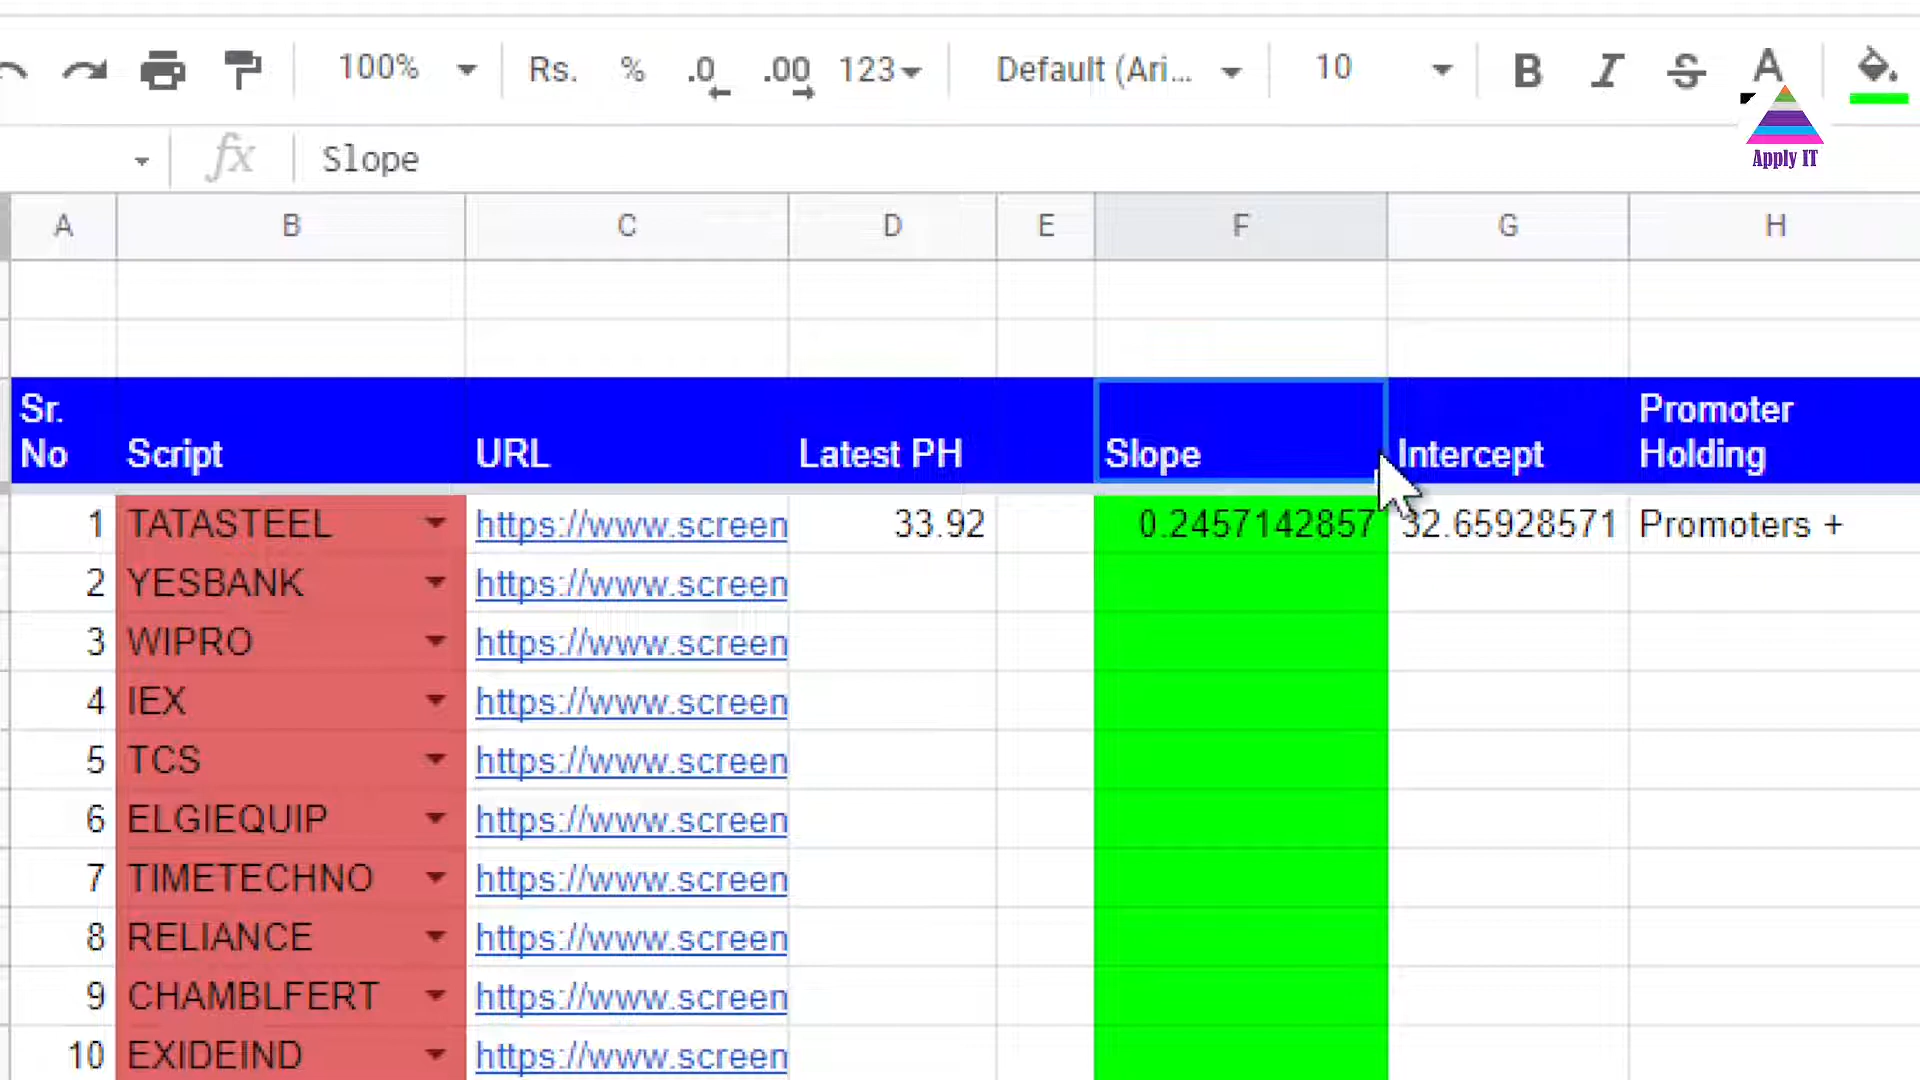 100% Rs. % .0 .00 123 Default (Ari... 10 B I S A
Apply IT
fx Slope
A B C D E F G H
Sr. No Script URL Latest PH Slope Intercept Promoter Holding
1 TATASTEEL https://www.screen 33.92 0.2457142857 32.65928571 Promoters +
2 YESBANK https://www.screen
3 WIPRO https://www.screen
4 IEX https://www.screen
5 TCS https://www.screen
6 ELGIEQUIP https://www.screen
7 TIMETECHNO https://www.screen
8 RELIANCE https://www.screen
9 CHAMBLFERT https://www.screen
10 EXIDEIND https://www.screen